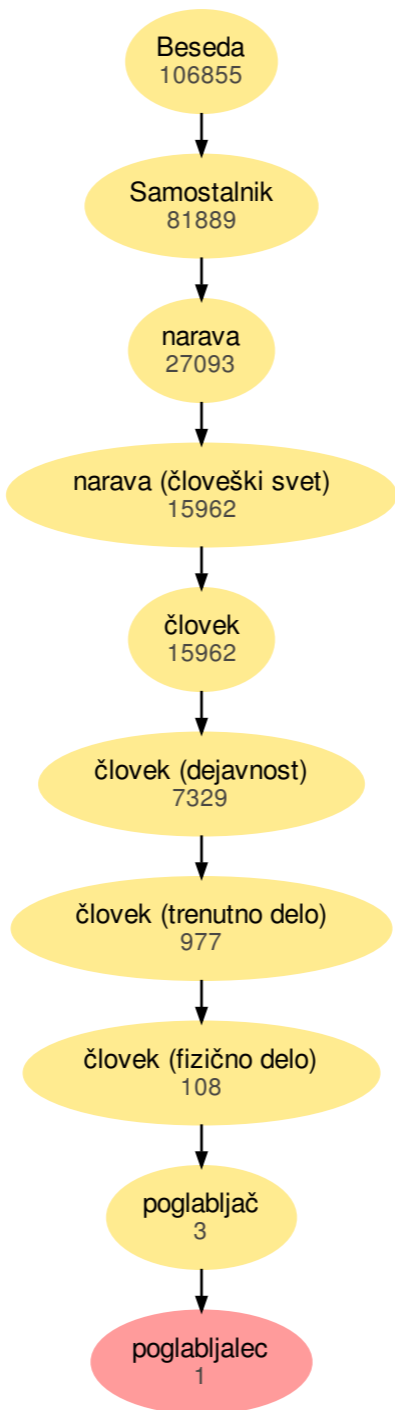 Beseda
106855
Samostalnik
81889
narava
27093
narava (človeški svet)
15962
človek
15962
človek (dejavnost)
7329
človek (trenutno delo)
977
človek (fizično delo)
108
poglabljač
3
poglabljalec
1